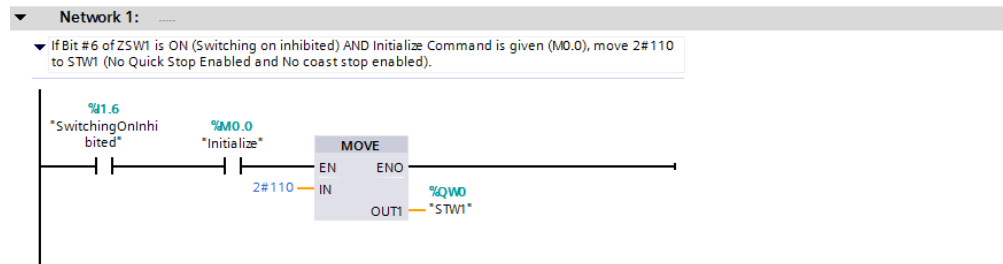 Network 1: .....
If Bit #6 of ZSW1 is ON (Switching on inhibited) AND Initialize Command is given (M0.0), move 2#110
to STW1 (No Quick Stop Enabled and No coast stop enabled).
%I1.6
"SwitchingOnInhi
bited"
%M0.0
"Initialize"
MOVE
EN ENO
2#110 IN
%QW0
OUT1 "STW1"